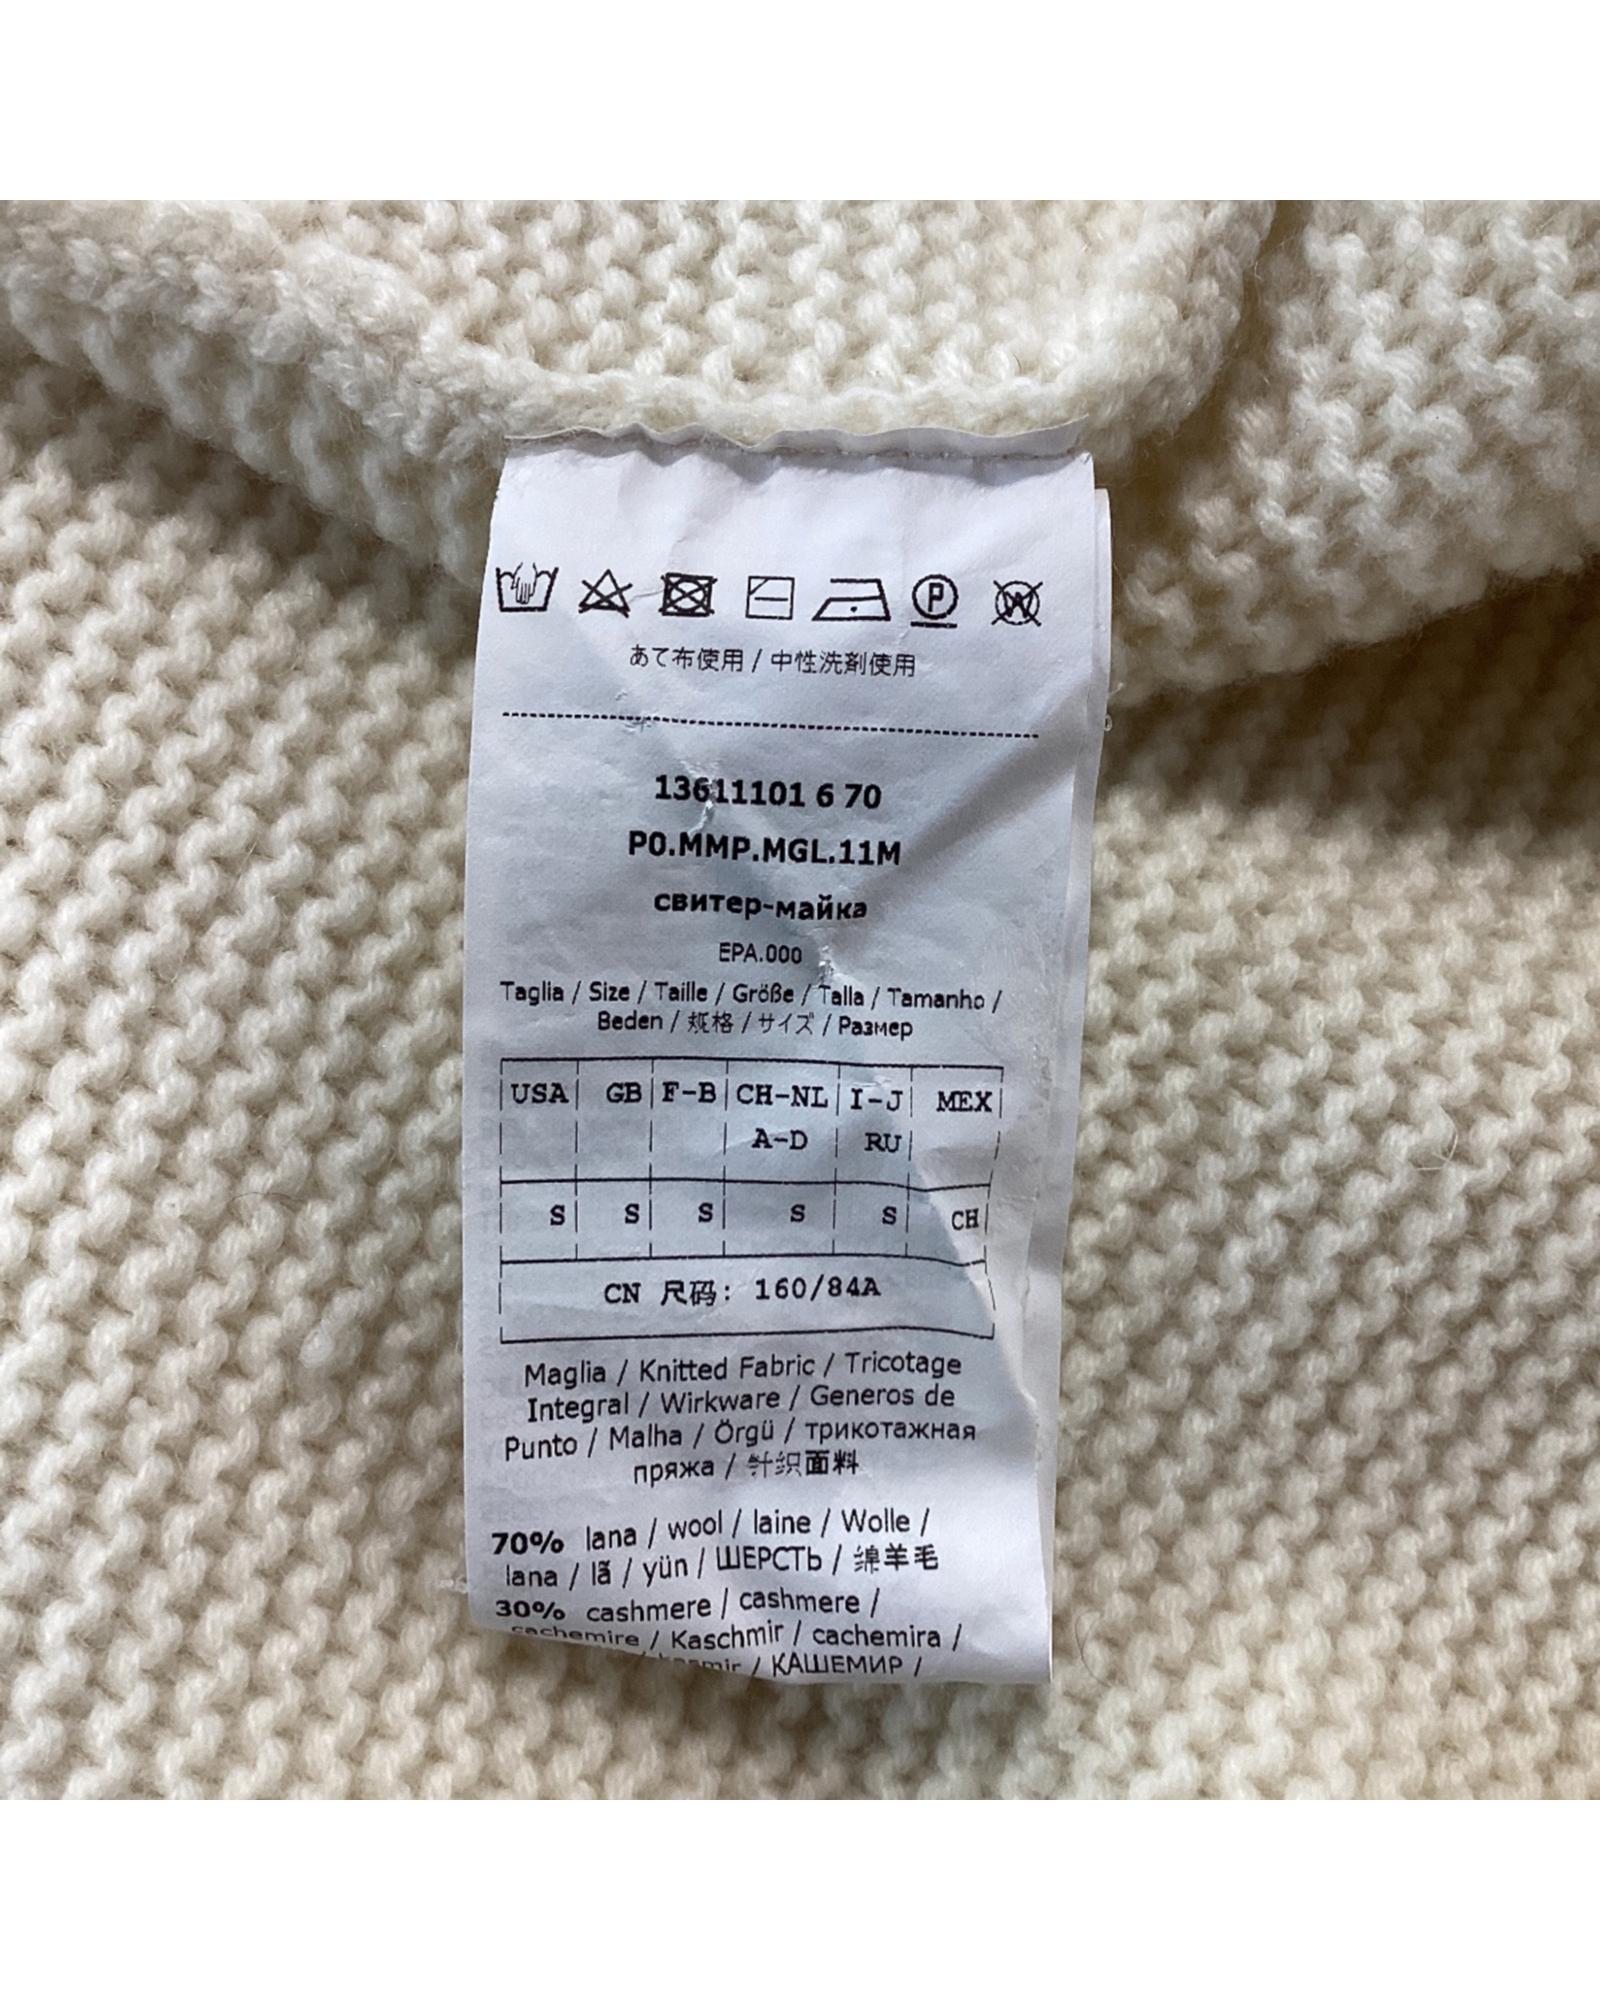 P
W
あて布使用 / 中性洗剤使用
13611101 6 70
P0.MMP.MGL.11M
свитер-майка
EPA.000
Taglia / Size / Taille / Größe / Talla / Tamanho /
Beden / 规格 / サイズ / Размер
USA GB F-B CH-NL I-J MEX
A-D RU
S S S S S CH
CN 尺码: 160/84A
Maglia / Knitted Fabric / Tricotage
Integral / Wirkware / Generos de
Punto / Malha / Örgü / трикотажная
пряжа / 针织面料
70% lana / wool / laine / Wolle /
lana / lã / yün / ШЕРСТЬ / 绵羊毛
30% cashmere / cashmere /
cachemire / Kaschmir / cachemira /
/ КАШЕМИР /